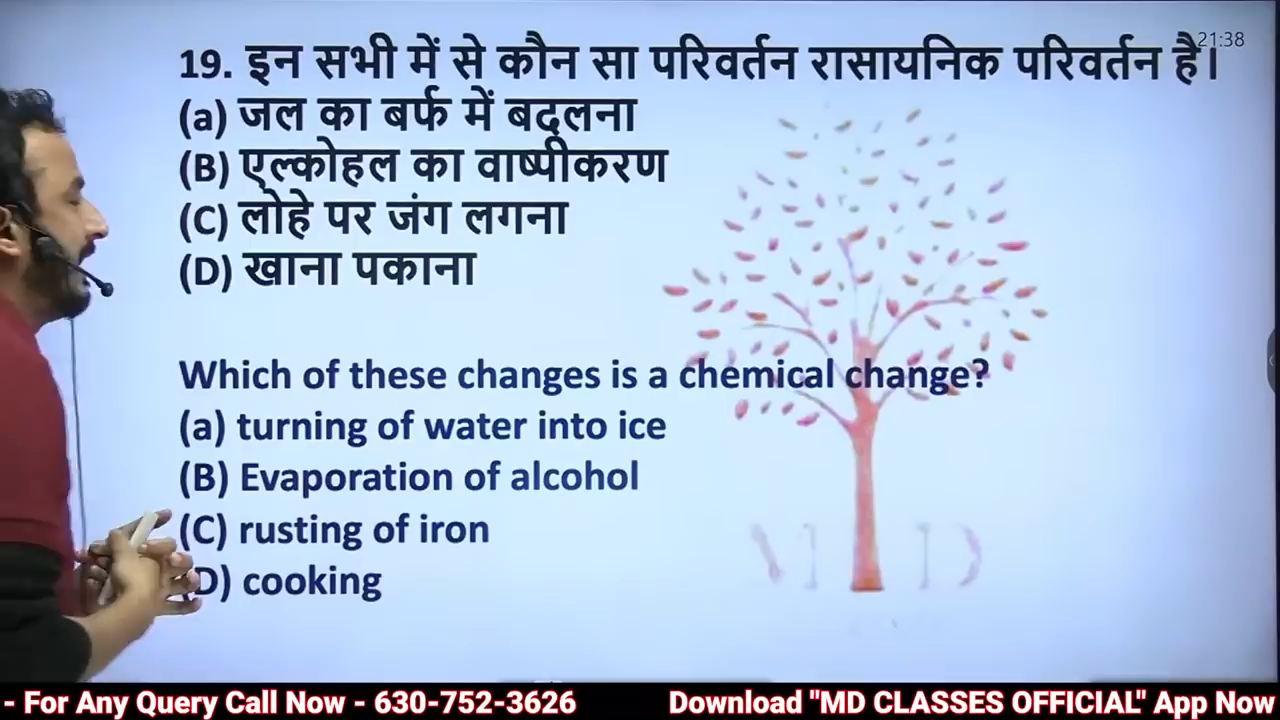 21:38
19. इन सभी में से कौन सा परिवर्तन रासायनिक परिवर्तन है।
(a) जल का बर्फ में बदलना
(B) एल्कोहल का वाष्पीकरण
(C) लोहे पर जंग लगना
(D) खाना पकाना
Which of these changes is a chemical change?
(a) turning of water into ice
(B) Evaporation of alcohol
(C) rusting of iron
(D) cooking
M D
- For Any Query Call Now - 630-752-3626 Download "MD CLASSES OFFICIAL" App Now